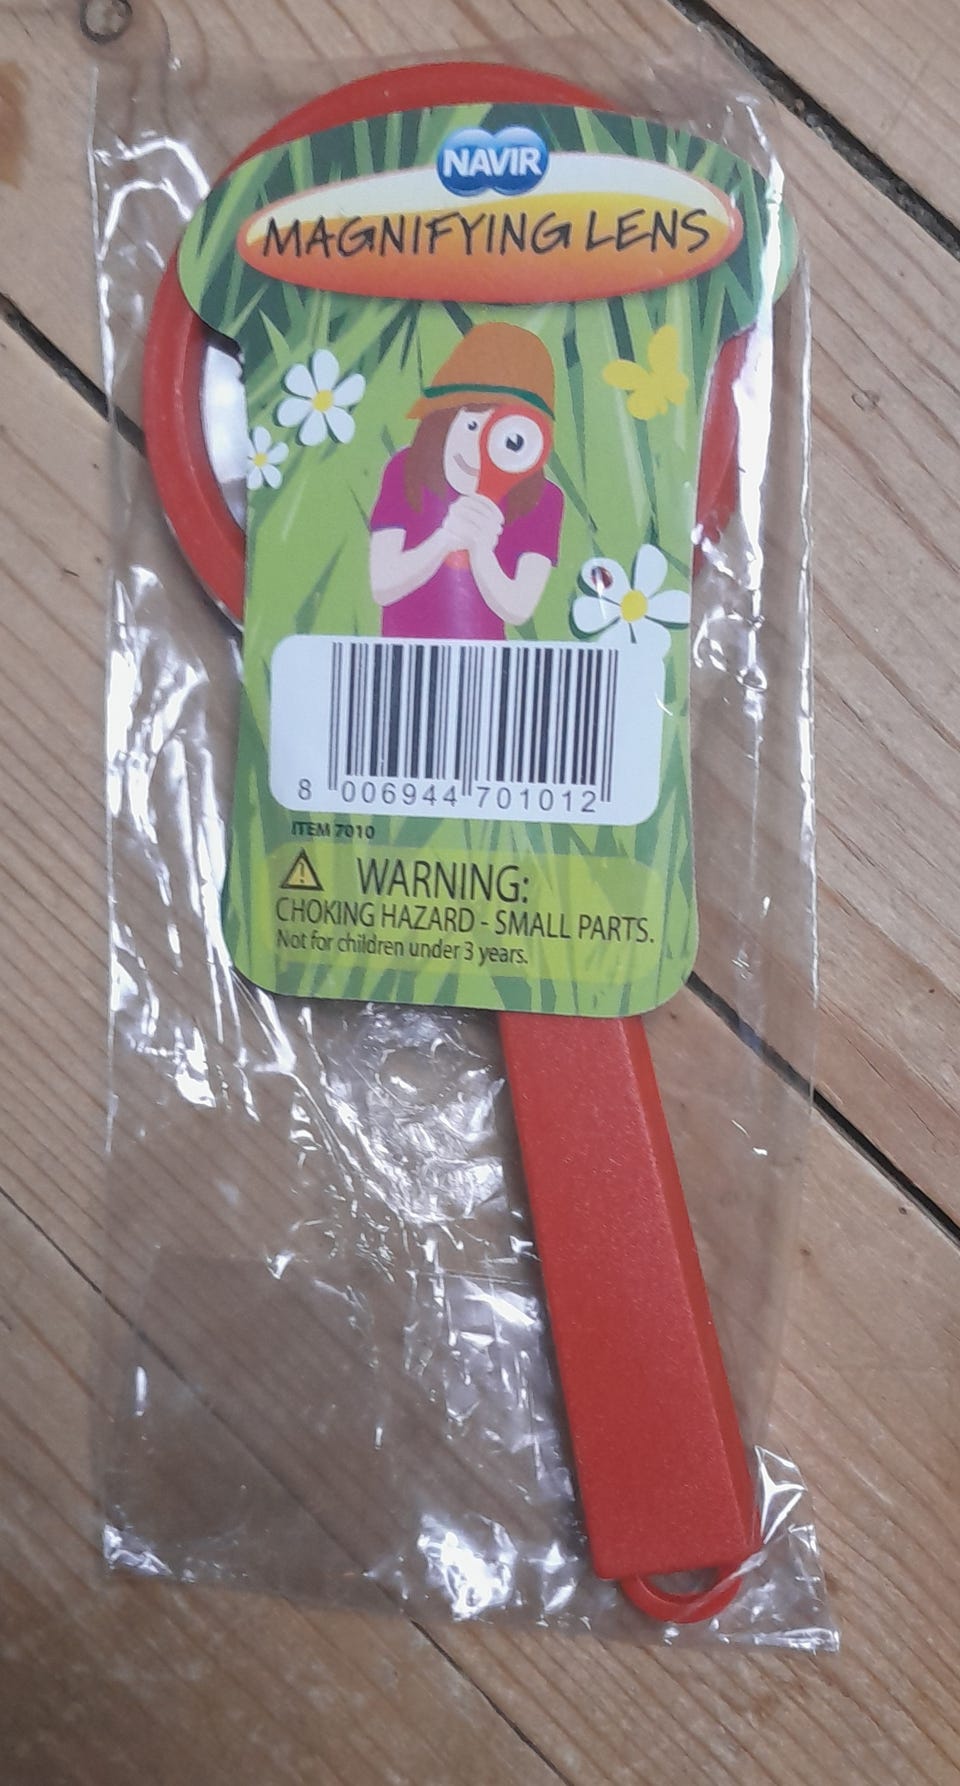 NAVIR
MAGNIFYING LENS
8 006944 701012
ITEM 7010
WARNING:
CHOKING HAZARD - SMALL PARTS.
Not for children under 3 years.